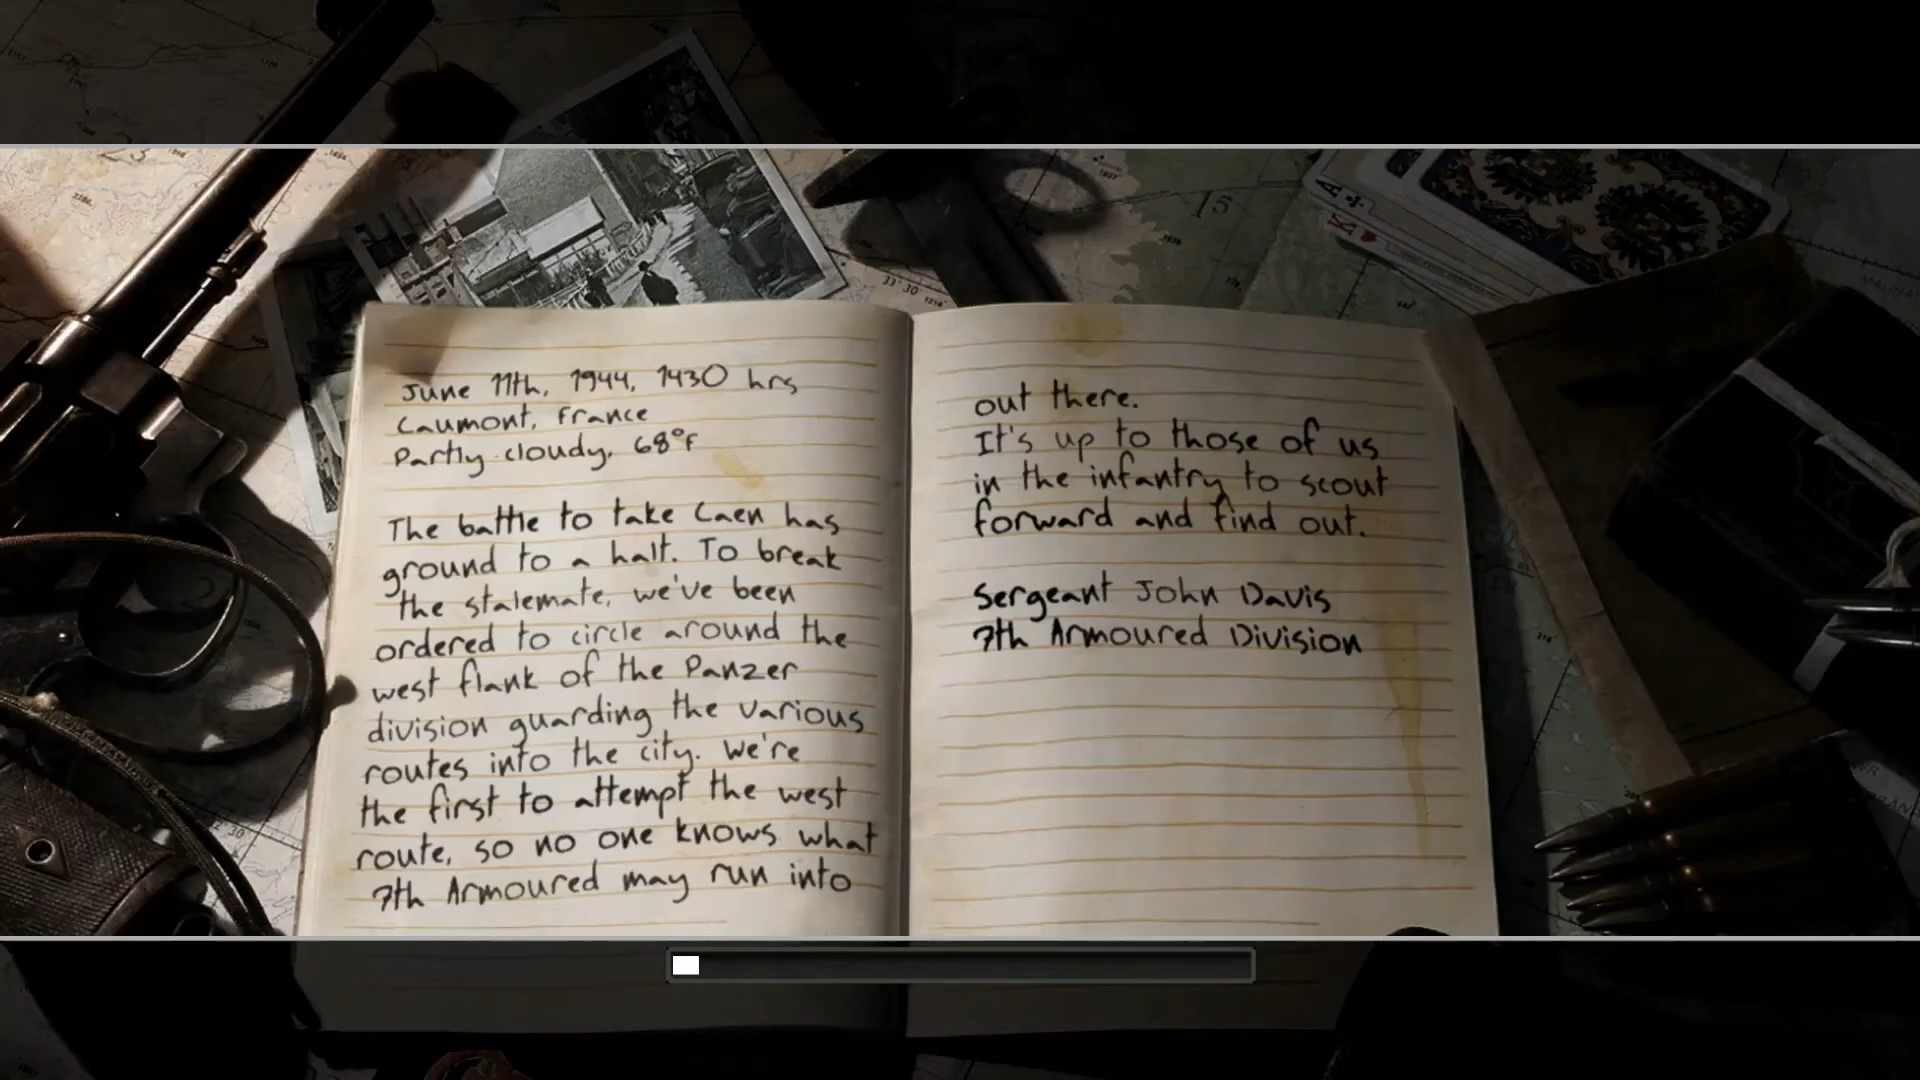 June 11th, 1944, 1430 hrs
Caumont, France
Partly cloudy, 68°F
The battle to take Caen has
ground to a halt. To break
the stalemate, we've been
ordered to circle around the
west flank of the Panzer
division guarding the various
routes into the city. We're
the first to attempt the west
route, so no one knows what
7th Armoured may run into
out there.
It's up to those of us
in the infantry to scout
forward and find out.
Sergeant John Davis
7th Armoured Division
15
33' 30'
A
K